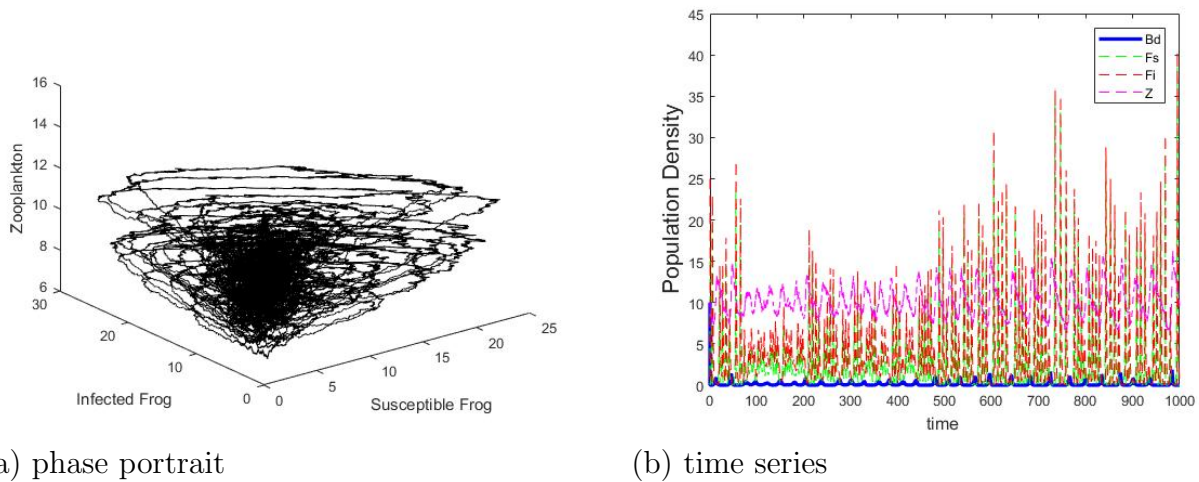 16
14
12
10
8
6
30
20
10
0
0
5
10
15
20
25
Zooplankton
Infected Frog
Susceptible Frog
45
40
35
30
25
20
15
10
5
0
0 100 200 300 400 500 600 700 800 900 1000
Population Density
time
Bd
Fs
Fi
Z
a) phase portrait
(b) time series